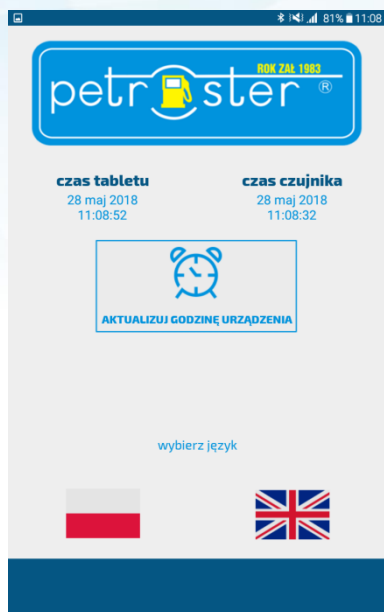 81% 11:08
ROK ZAŁ 1983
petroster ®
czas tabletu
28 maj 2018
11:08:52
czas czujnika
28 maj 2018
11:08:32
AKTUALIZUJ GODZINĘ URZĄDZENIA
wybierz język